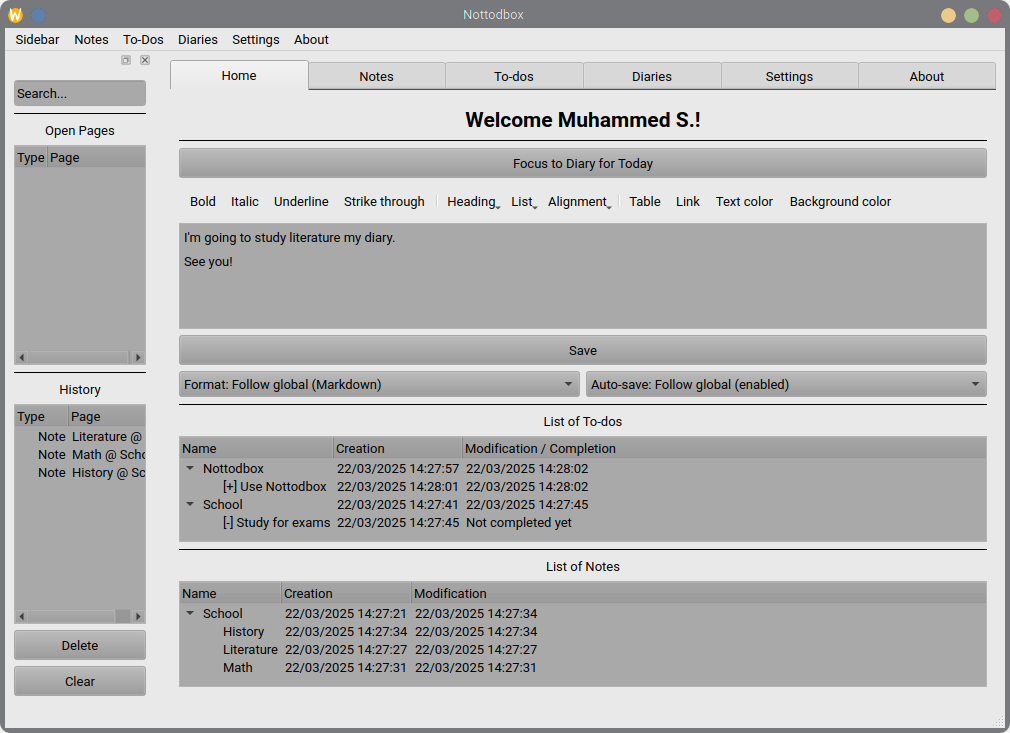 Nottodbox
Sidebar Notes To-Dos Diaries Settings About
Search...
Open Pages
Type Page
History
Type Page
Note Literature @
Note Math @ Scho
Note History @ Sc
Delete
Clear
Home Notes To-dos Diaries Settings About
Welcome Muhammed S.!
Focus to Diary for Today
Bold Italic Underline Strike through Heading List Alignment Table Link Text color Background color
I'm going to study literature my diary.
See you!
Save
Format: Follow global (Markdown) Auto-save: Follow global (enabled)
List of To-dos
Name Creation Modification / Completion
Nottodbox 22/03/2025 14:27:57 22/03/2025 14:28:02
[+] Use Nottodbox 22/03/2025 14:28:01 22/03/2025 14:28:02
School 22/03/2025 14:27:41 22/03/2025 14:27:45
[-] Study for exams 22/03/2025 14:27:45 Not completed yet
List of Notes
Name Creation Modification
School 22/03/2025 14:27:21 22/03/2025 14:27:34
History 22/03/2025 14:27:34 22/03/2025 14:27:34
Literature 22/03/2025 14:27:27 22/03/2025 14:27:27
Math 22/03/2025 14:27:31 22/03/2025 14:27:31